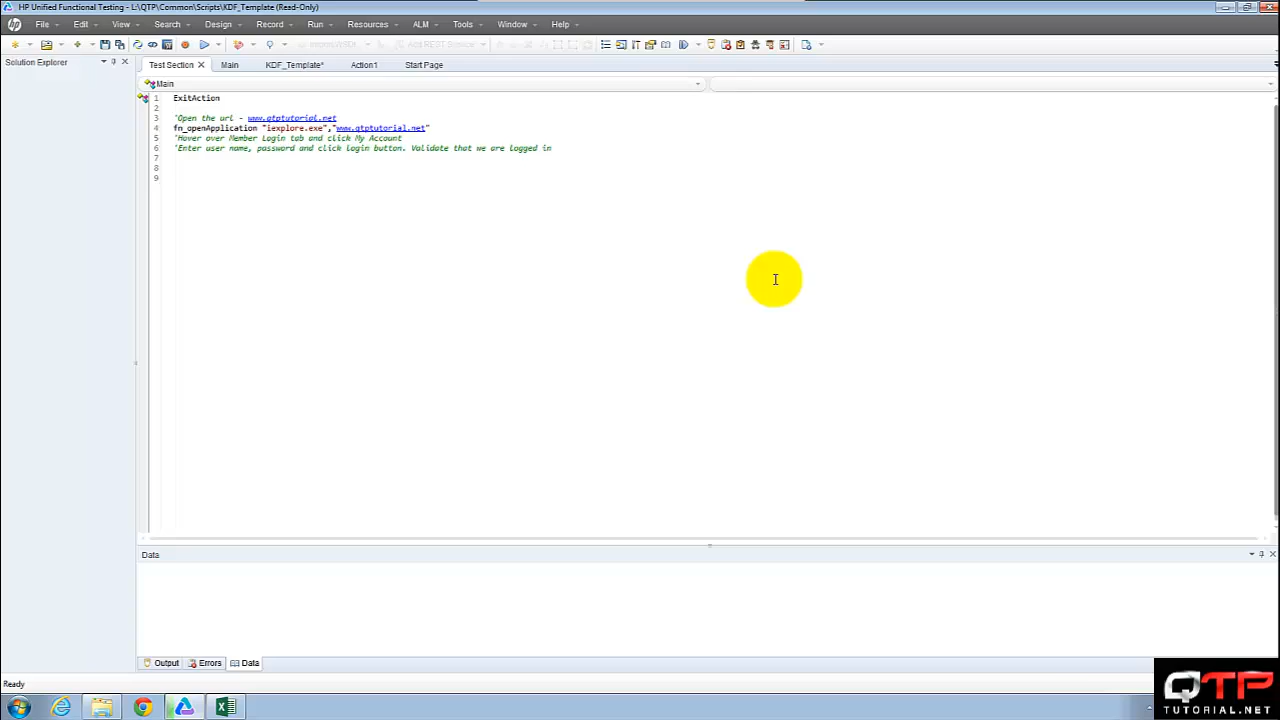 HP Unified Functional Testing - L:\QTP\Common\Scripts\KDF_Template (Read-Only)
File Edit View Search Design Record Run Resources ALM Tools Window Help
Add REST Service
Solution Explorer
Test Section Main KDF_Template* Action1 Start Page
Main
1 ExitAction
2
3 'Open the url - www.qtptutorial.net
4 fn_openApplication "iexplore.exe","www.qtptutorial.net"
5 'Hover over Member Login tab and click My Account
6 'Enter user name, password and click login button. Validate that we are logged in
7
8
9
Data
Output Errors Data
Ready
QTP
TUTORIAL.NET